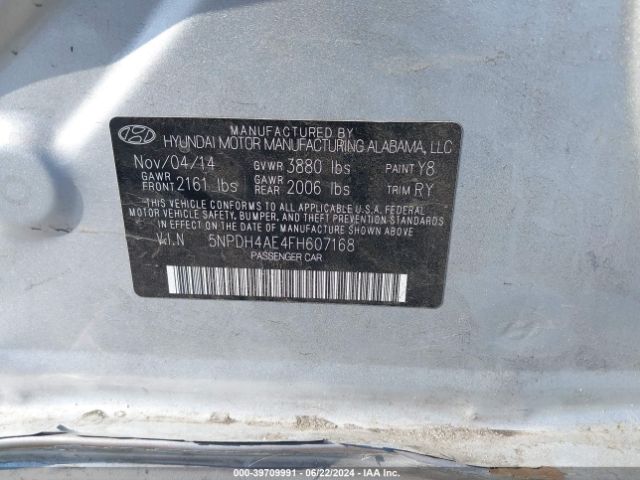 MANUFACTURED BY
HYUNDAI MOTOR MANUFACTURING ALABAMA, LLC
Nov/04/14 GVWR 3880 lbs PAINT Y8
GAWR FRONT 2161 lbs GAWR REAR 2006 lbs TRIM RY
THIS VEHICLE CONFORMS TO ALL APPLICABLE U.S.A. FEDERAL
MOTOR VEHICLE SAFETY, BUMPER, AND THEFT PREVENTION STANDARDS
IN EFFECT ON THE DATE OF MANUFACTURE SHOWN ABOVE.
V.I.N 5NPDH4AE4FH607168
PASSENGER CAR
000-39709991 - 06/22/2024 - IAA Inc.